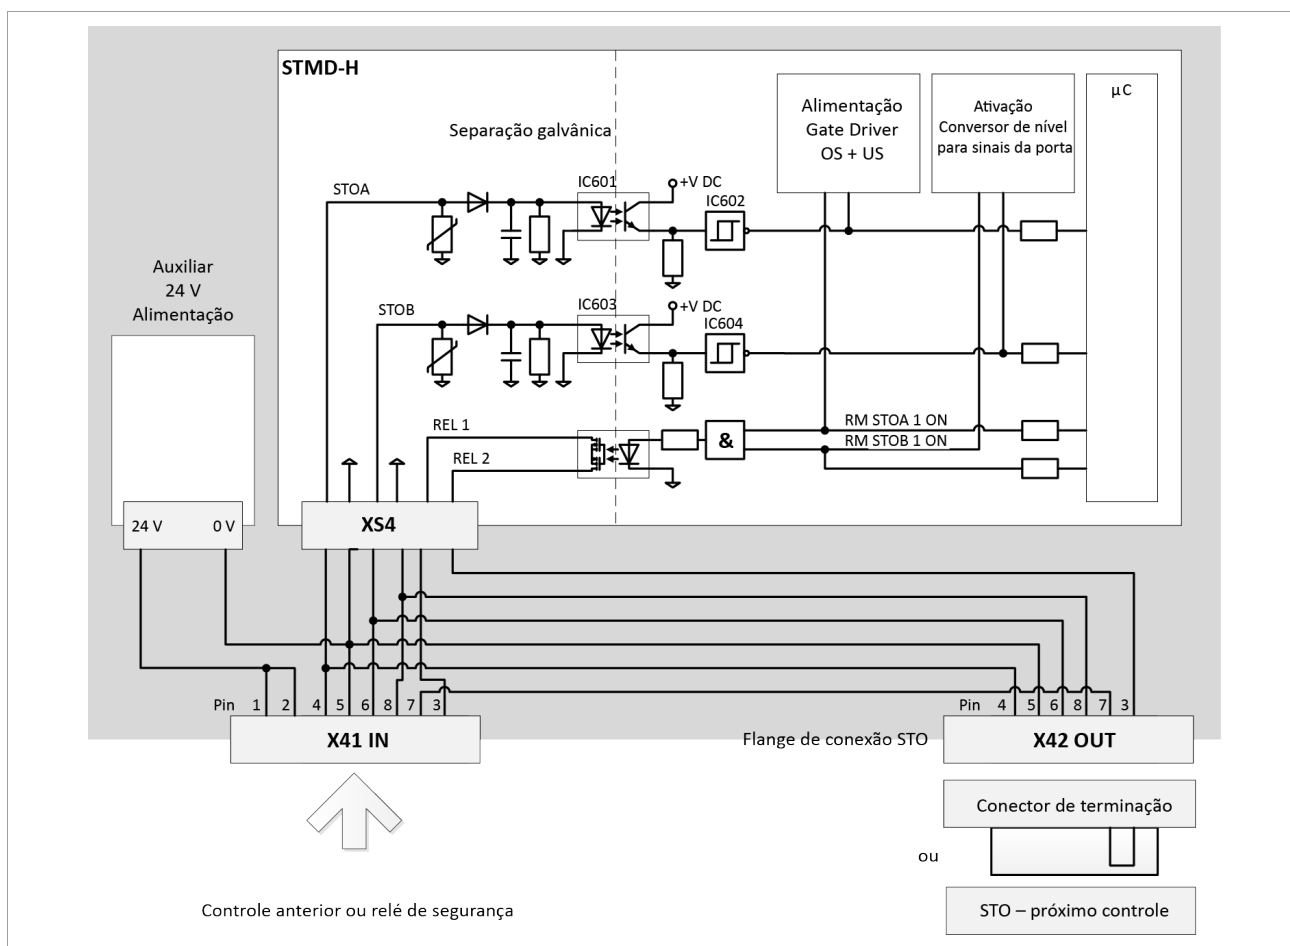 STMD-H
µC
Alimentação
Gate Driver
OS + US
Ativação
Conversor de nível
para sinais da porta
Separação galvânica
IC601
+V DC
STOA
IC602
Auxiliar
24 V
Alimentação
IC603
+V DC
STOB
IC604
REL 1
RM STOA 1 ON
&
RM STOB 1 ON
REL 2
24 V
0 V
XS4
Pin 1 2 4 5 6 8 7 3
Pin 4 5 6 8 7 3
X41 IN
Flange de conexão STO
X42 OUT
Conector de terminação
ou
Controle anterior ou relé de segurança
STO – próximo controle